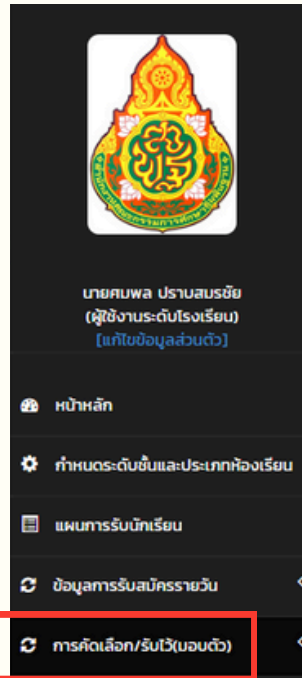 นายศมพล ปราบสมรชัย
(ผู้ใช้งานระดับโรงเรียน)
[แก้ไขข้อมูลส่วนตัว]
หน้าหลัก
กำหนดระดับชั้นและประเภทห้องเรียน
แผนการรับนักเรียน
ข้อมูลการรับสมัครรายวัน
การคัดเลือก/รับไว้(มอบตัว)